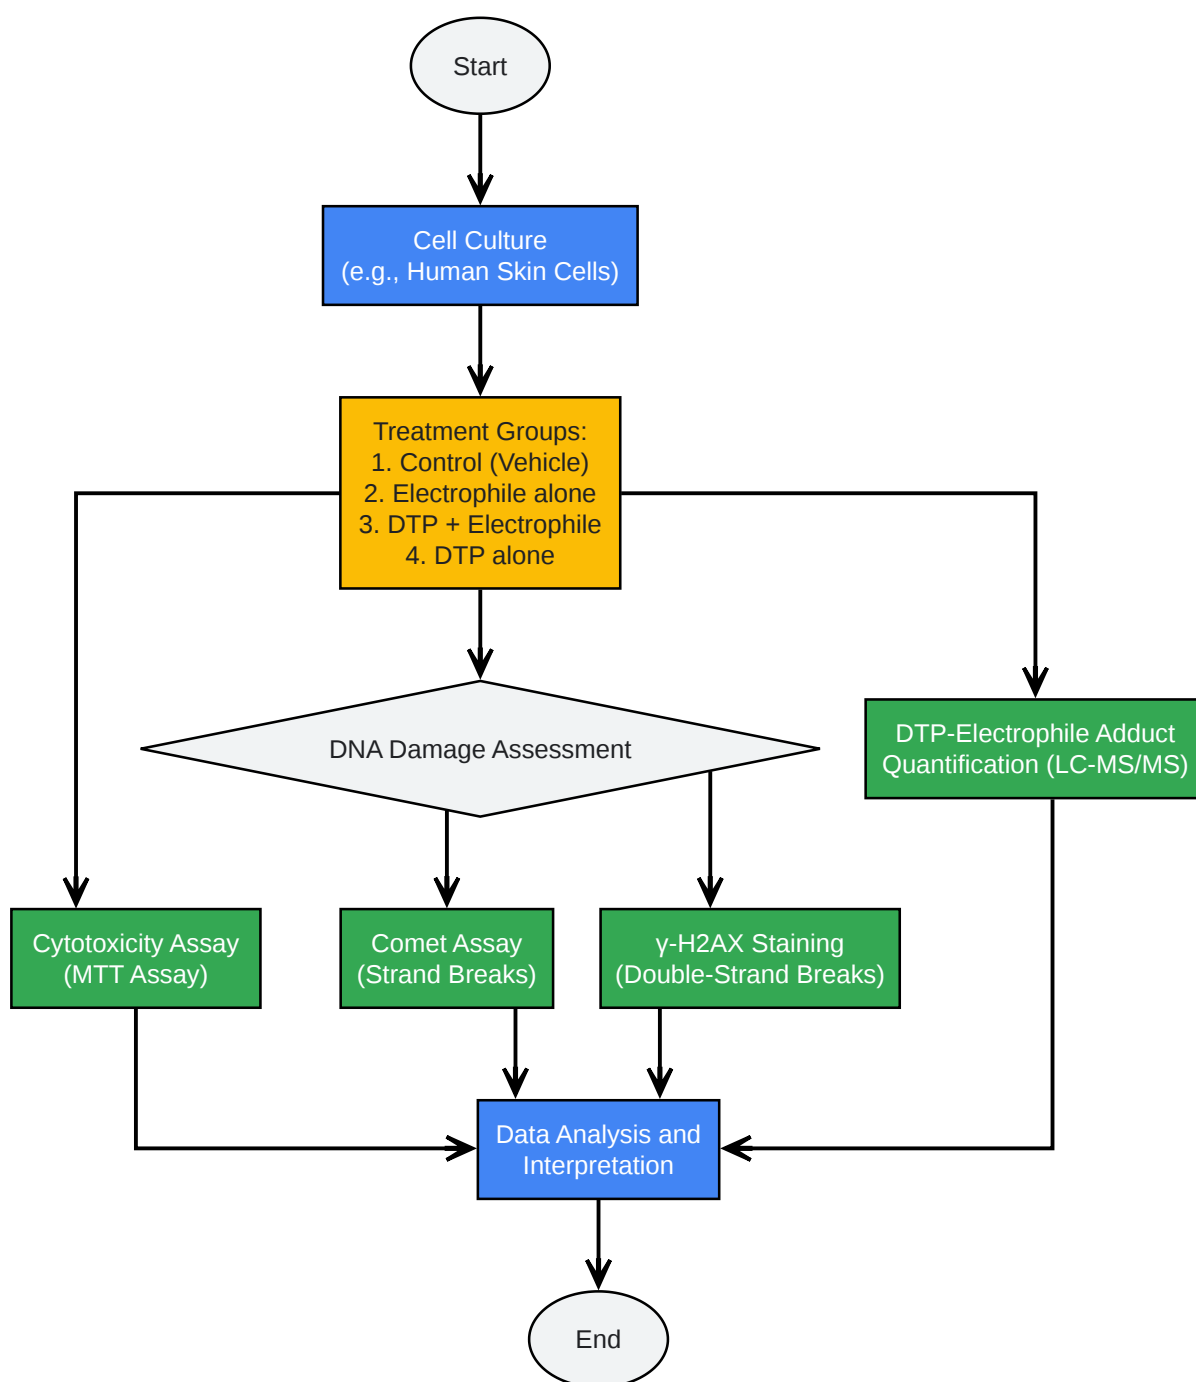 Start
Cell Culture
(e.g., Human Skin Cells)
Treatment Groups:
1. Control (Vehicle)
2. Electrophile alone
3. DTP + Electrophile
4. DTP alone
DNA Damage Assessment
DTP-Electrophile Adduct
Quantification (LC-MS/MS)
Cytotoxicity Assay
(MTT Assay)
Comet Assay
(Strand Breaks)
γ-H2AX Staining
(Double-Strand Breaks)
Data Analysis and
Interpretation
End